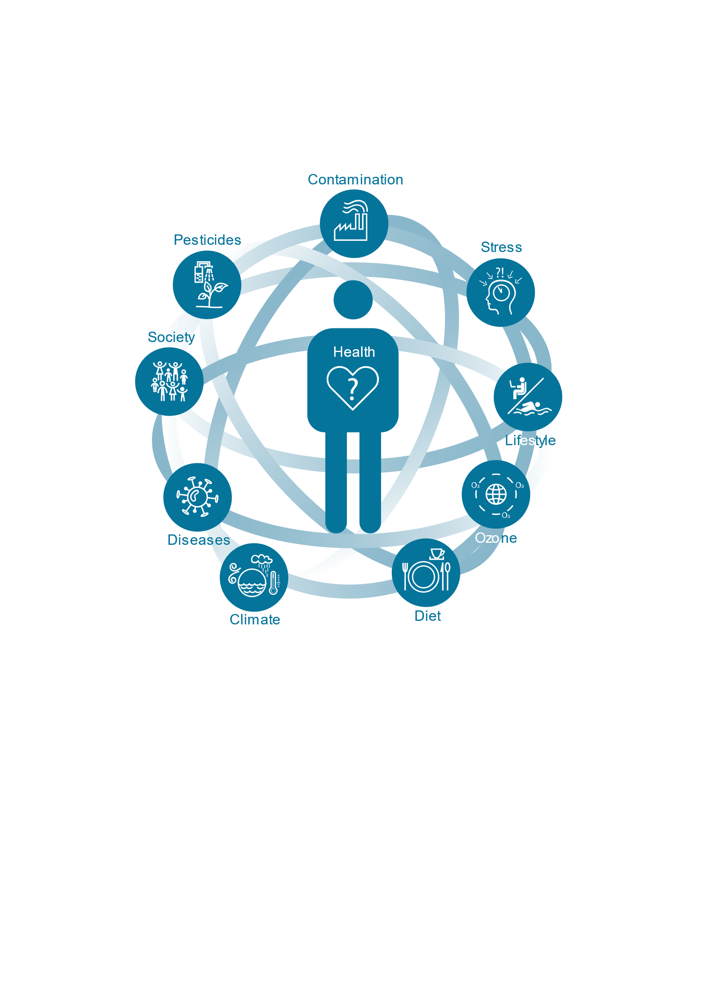 Contamination
Pesticides
Stress
?!
Society
Health
?
Lifestyle
O₃
O₃
O₃
Ozone
Diseases
Climate
Diet